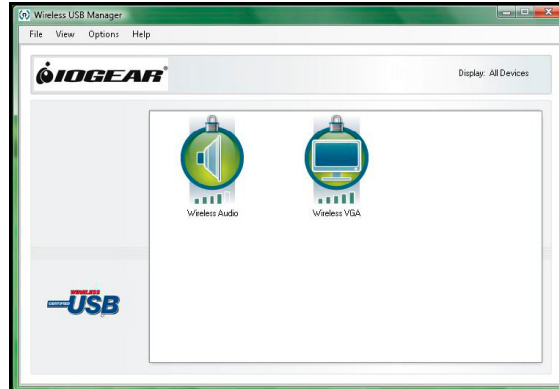 Wireless USB Manager
File View Options Help
IOGEAR®
Display: All Devices
Wireless Audio
Wireless VGA
WIRELESS
CERTIFIED
USB